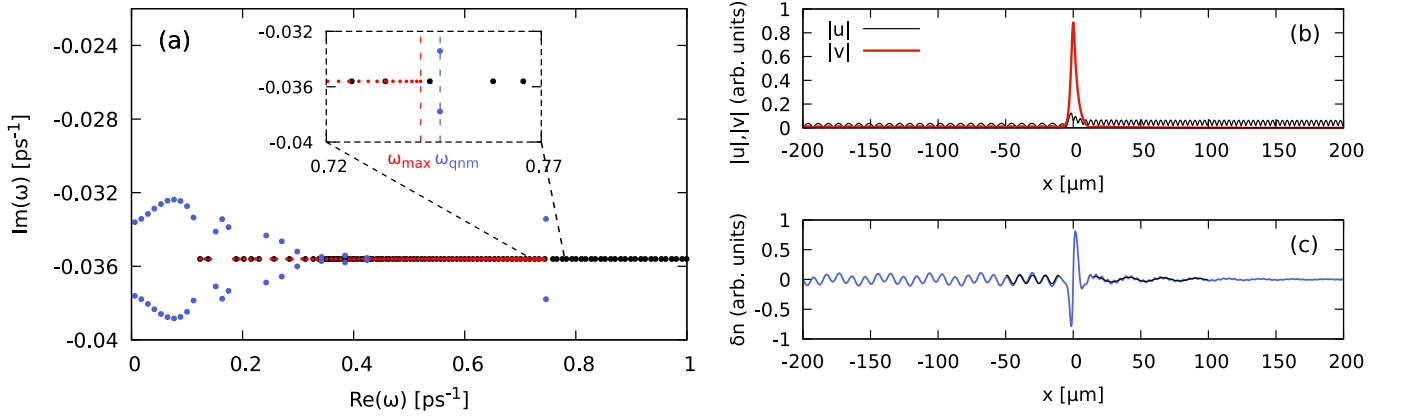 (a)
Im(ω) [ps⁻¹]
-0.022
-0.024
-0.028
-0.032
-0.036
-0.04
0 0.2 0.4 0.6 0.8 1
Re(ω) [ps⁻¹]
-0.032
-0.036
-0.04
0.72 0.77
ω_max ω_qnm
(b)
|u|,|v| (arb. units)
|u|
|v|
1
0.8
0.6
0.4
0.2
0
-200 -150 -100 -50 0 50 100 150 200
x [μm]
(c)
δn (arb. units)
1
0.5
0
-0.5
-1
-200 -150 -100 -50 0 50 100 150 200
x [μm]